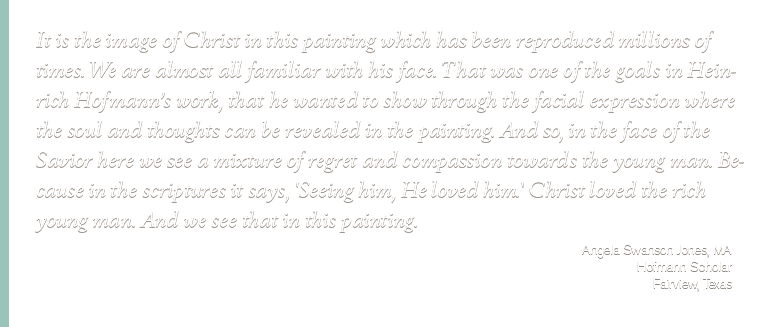 It is the image of Christ in this painting which has been reproduced millions of
times. We are almost all familiar with his face. That was one of the goals in Hein-
rich Hofmann's work, that he wanted to show through the facial expression where
the soul and thoughts can be revealed in the painting. And so, in the face of the
Savior here we see a mixture of regret and compassion towards the young man. Be-
cause in the scriptures it says, 'Seeing him, He loved him.' Christ loved the rich
young man. And we see that in this painting.
Angela Swanson Jones, MA
Hofmann Scholar
Fairview, Texas